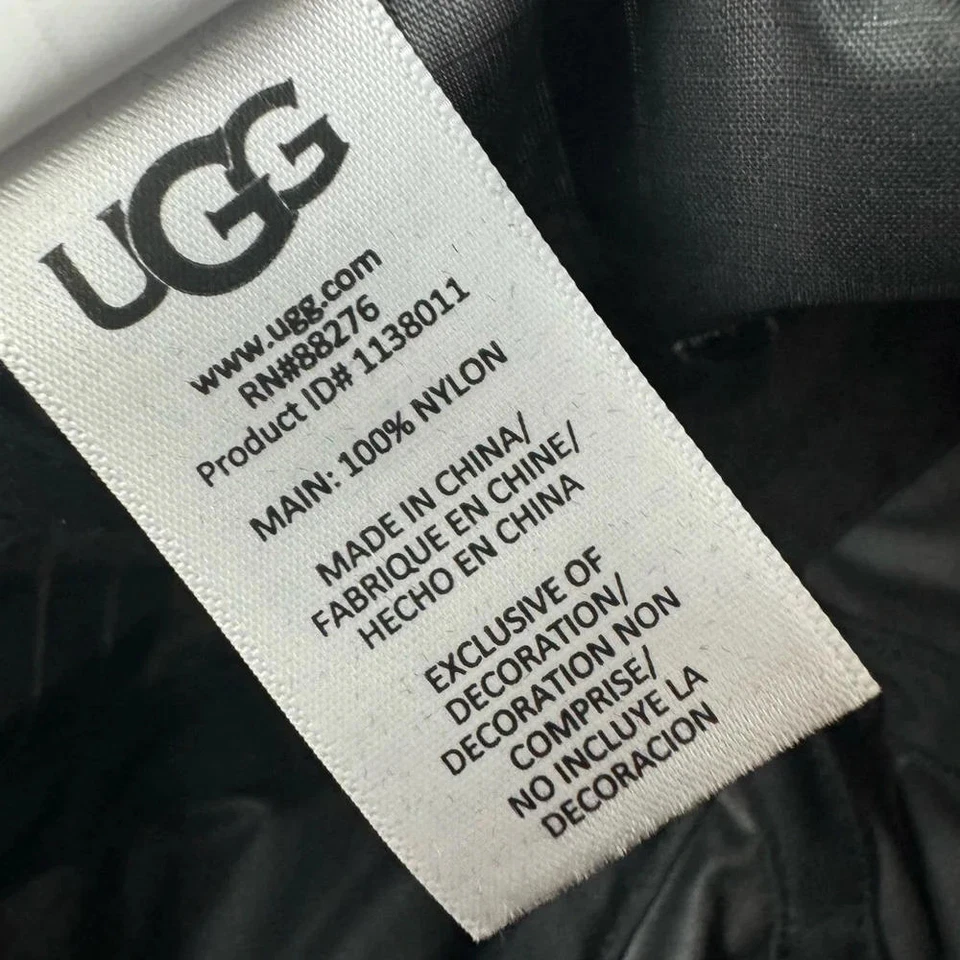 UGG
www.ugg.com
RN#88276
Product ID# 1138011
MAIN: 100% NYLON
MADE IN CHINA/
FABRIQUE EN CHINE/
HECHO EN CHINA
EXCLUSIVE OF
DECORATION/
DECORATION NON
COMPRISE/
NO INCLUYE LA
DECORACION